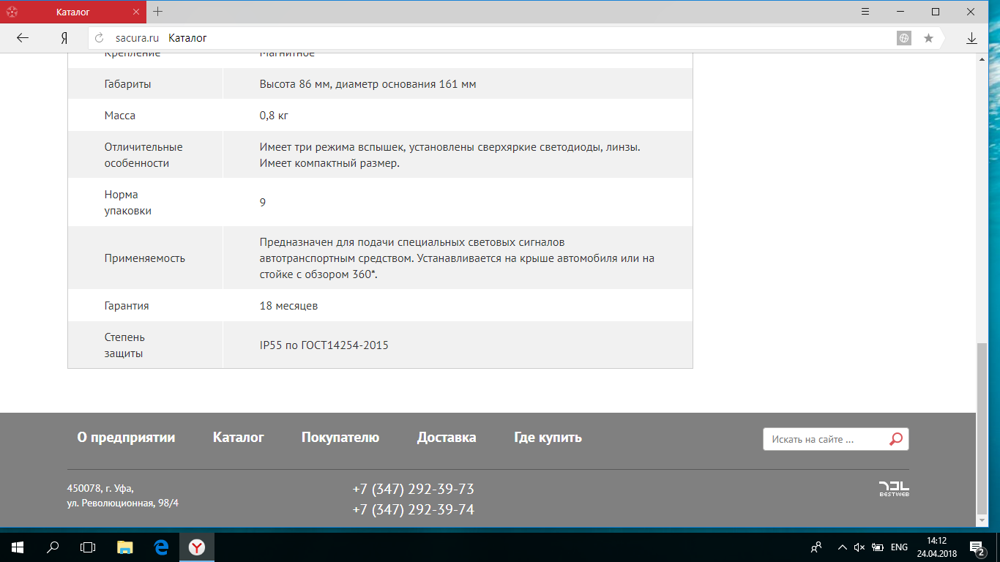 Каталог
Я
sacura.ru Каталог
Крепление
Магнитное
Габариты
Высота 86 мм, диаметр основания 161 мм
Масса
0,8 кг
Отличительные
особенности
Имеет три режима вспышек, установлены сверхяркие светодиоды, линзы.
Имеет компактный размер.
Норма
упаковки
9
Применяемость
Предназначен для подачи специальных световых сигналов
автотранспортным средством. Устанавливается на крыше автомобиля или на
стойке с обзором 360*.
Гарантия
18 месяцев
Степень
защиты
IP55 по ГОСТ14254-2015
О предприятии
Каталог
Покупателю
Доставка
Где купить
Искать на сайте ...
450078, г. Уфа,
ул. Революционная, 98/4
+7 (347) 292-39-73
+7 (347) 292-39-74
BESTWEB
ENG
14:12
24.04.2018
2